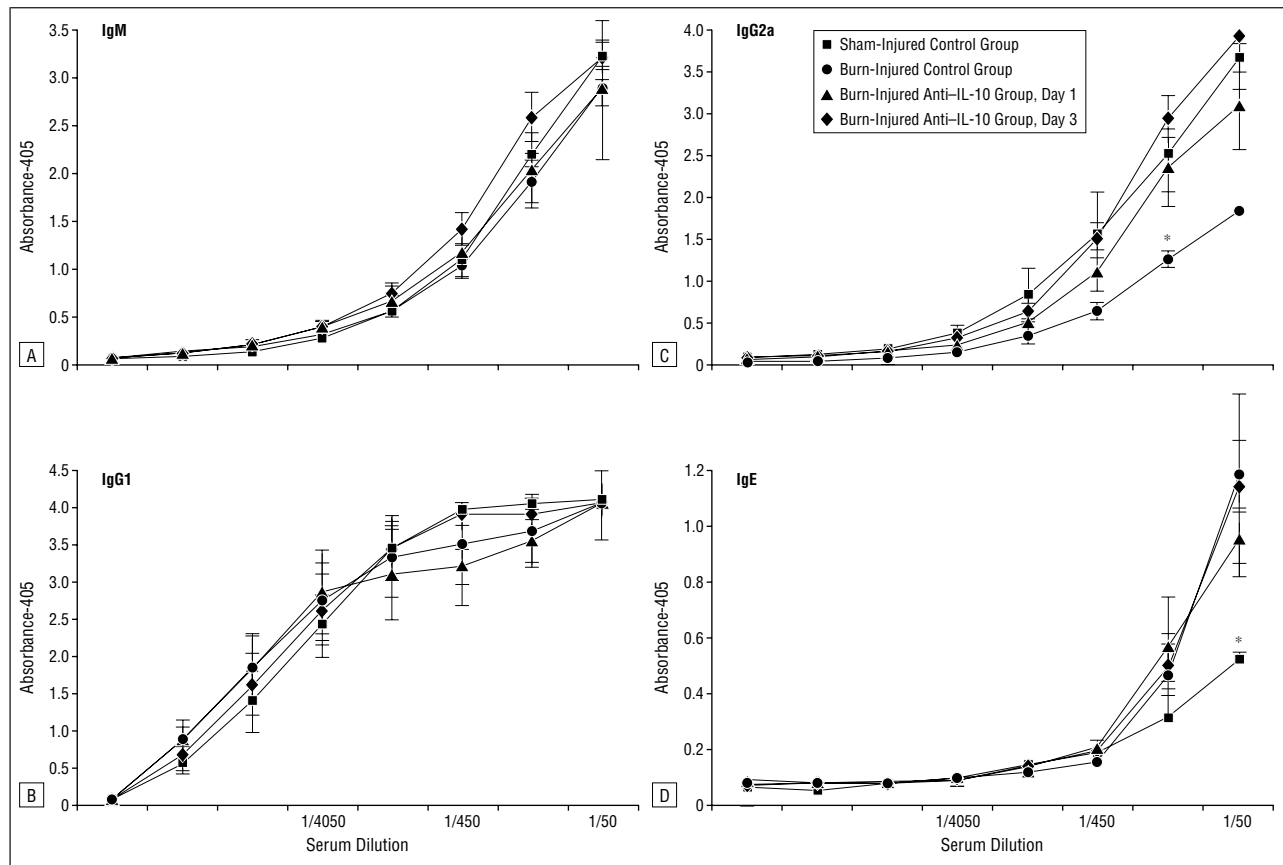 IgM
3.5
3.0
2.5
2.0
1.5
1.0
0.5
0
Absorbance-405
A
IgG2a
4.0
3.5
3.0
2.5
2.0
1.5
1.0
0.5
0
Absorbance-405
Sham-Injured Control Group
Burn-Injured Control Group
Burn-Injured Anti–IL-10 Group, Day 1
Burn-Injured Anti–IL-10 Group, Day 3
*
C
IgG1
4.5
4.0
3.5
3.0
2.5
2.0
1.5
1.0
0.5
0
Absorbance-405
B
1/4050 1/450 1/50
Serum Dilution
IgE
1.2
1.0
0.8
0.6
0.4
0.2
0
Absorbance-405
*
D
1/4050 1/450 1/50
Serum Dilution